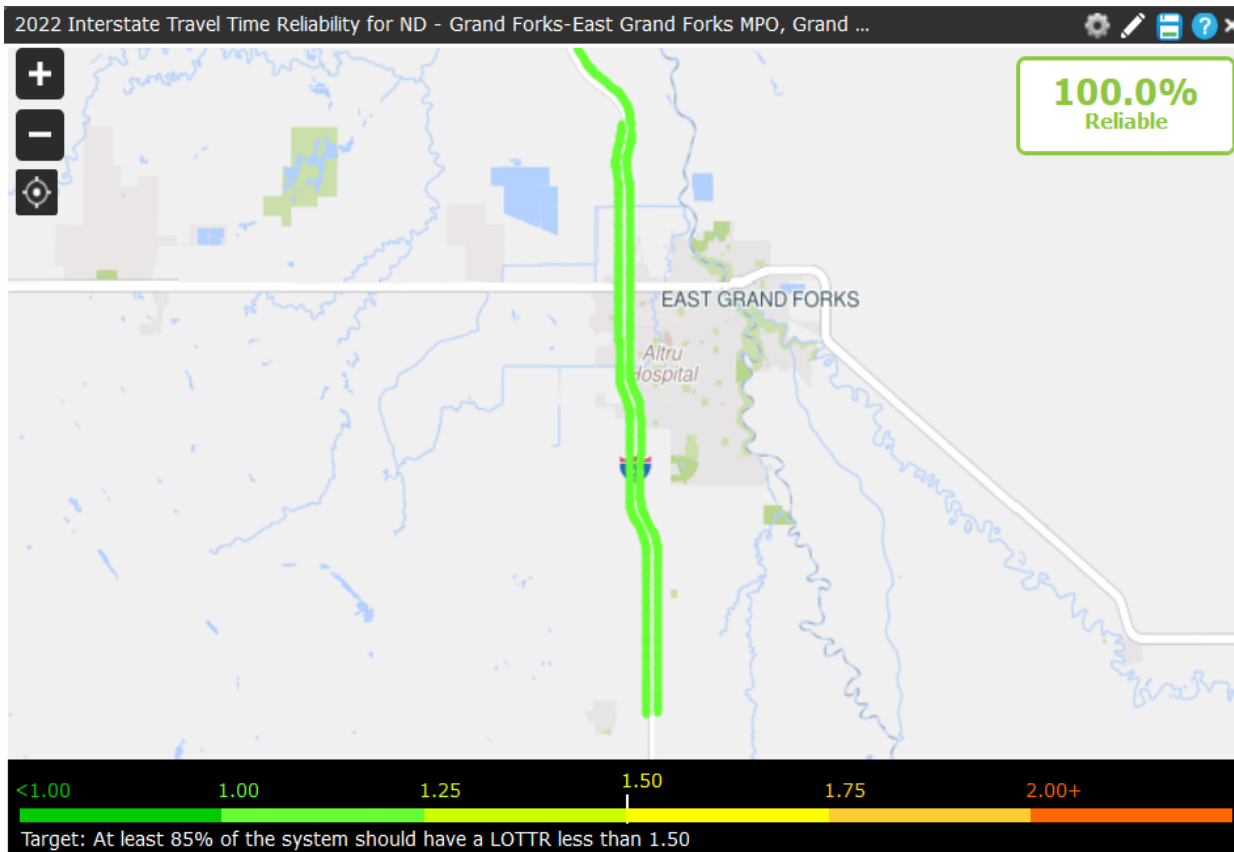 2022 Interstate Travel Time Reliability for ND - Grand Forks-East Grand Forks MPO, Grand ...
100.0%
Reliable
EAST GRAND FORKS
Altru
Hospital
<1.00 1.00 1.25 1.50 1.75 2.00+
Target: At least 85% of the system should have a LOTTR less than 1.50